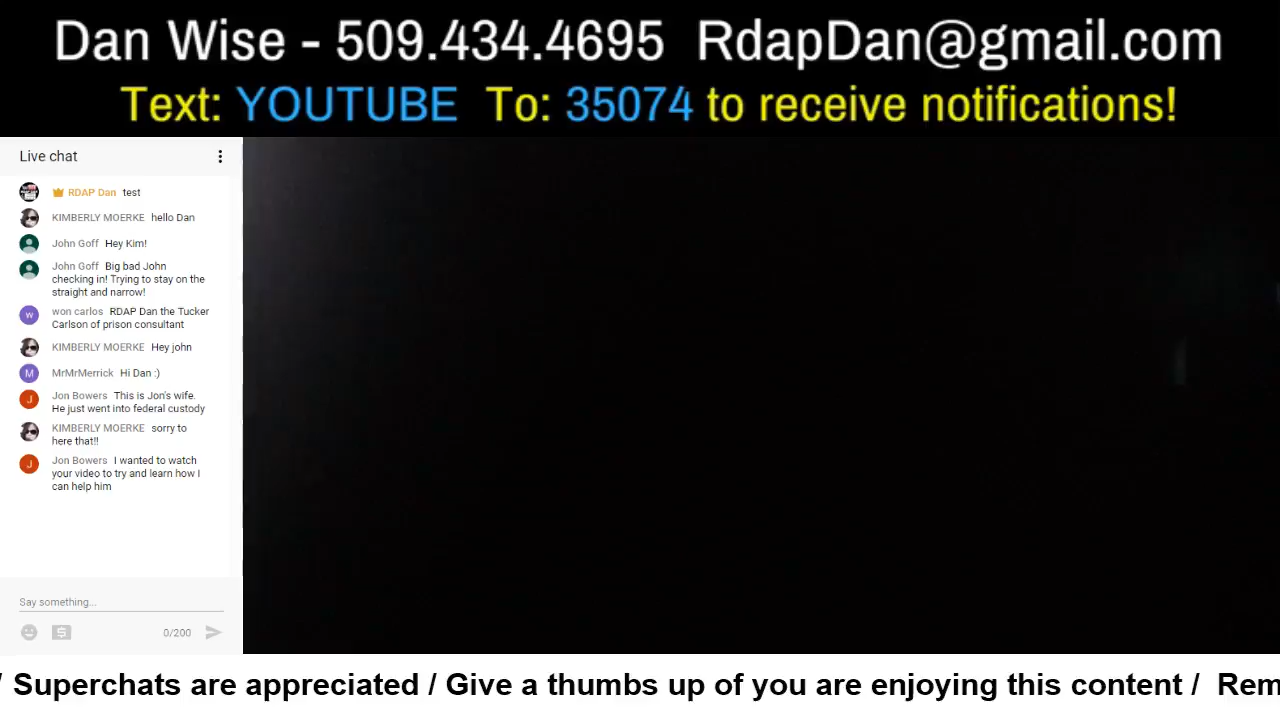 Dan Wise - 509.434.4695 RdapDan@gmail.com
Text: YOUTUBE To: 35074 to receive notifications!
Live chat
RDAP Dan test
KIMBERLY MOERKE hello Dan
John Goff Hey Kim!
John Goff Big bad John
checking in! Trying to stay on the
straight and narrow!
won carlos RDAP Dan the Tucker
Carlson of prison consultant
KIMBERLY MOERKE Hey john
MrMrMerrick Hi Dan :)
Jon Bowers This is Jon's wife.
He just went into federal custody
KIMBERLY MOERKE sorry to
here that!!
Jon Bowers I wanted to watch
your video to try and learn how I
can help him
Say something...
0/200
/ Superchats are appreciated / Give a thumbs up of you are enjoying this content / Rem